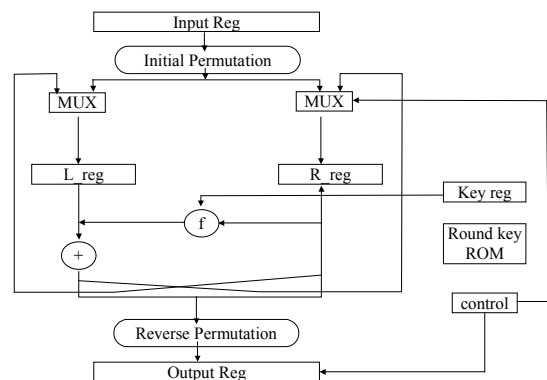 Input Reg
Initial Permutation
MUX
MUX
L_reg
R_reg
Key reg
f
Round key
ROM
+
control
Reverse Permutation
Output Reg